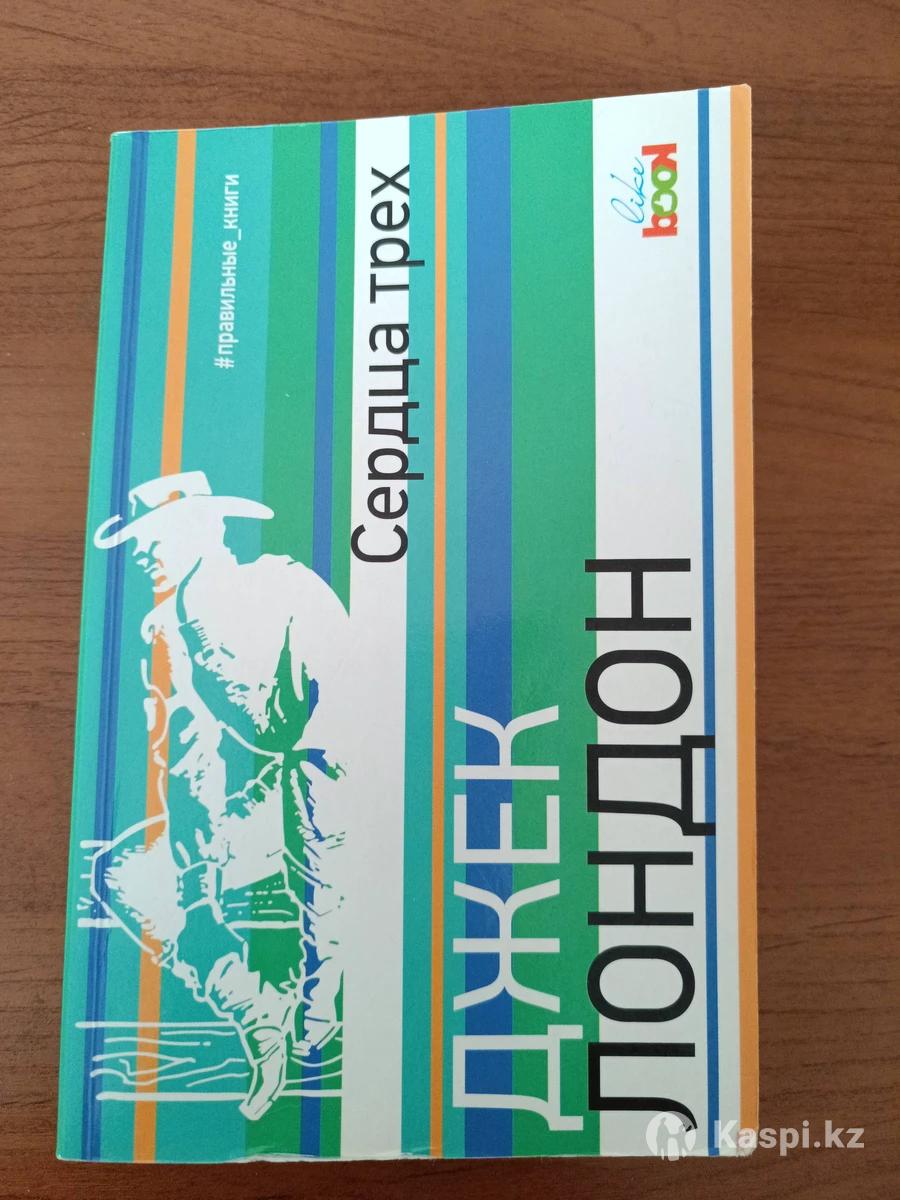 #правильные_книги
Сердца трех
ДЖЕК
ЛОНДОН
like
book
Kaspi.kz